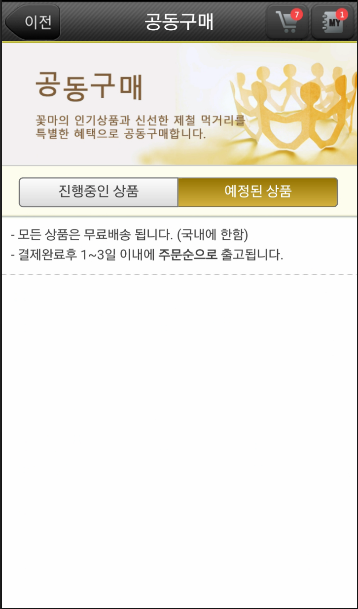 이전
공동구매
7
MY
1
공동구매
꽃마의 인기상품과 신선한 제철 먹거리를
특별한 혜택으로 공동구매합니다.
진행중인 상품
예정된 상품
- 모든 상품은 무료배송 됩니다. (국내에 한함)
- 결제완료후 1~3일 이내에 주문순으로 출고됩니다.